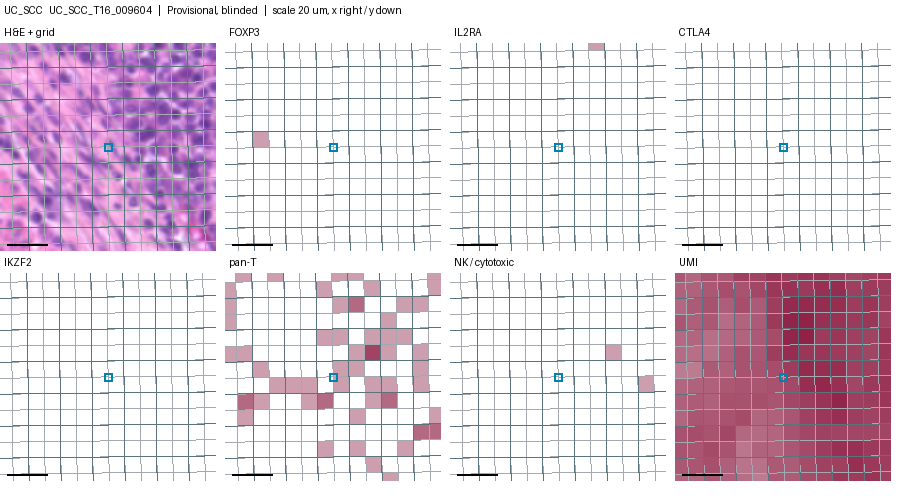 UC_SCC UC_SCC_T16_009604 | Provisional, blinded | scale 20 um, x right / y down
H&E + grid FOXP3 IL2RA CTLA4
IKZF2 pan-T NK / cytotoxic UMI